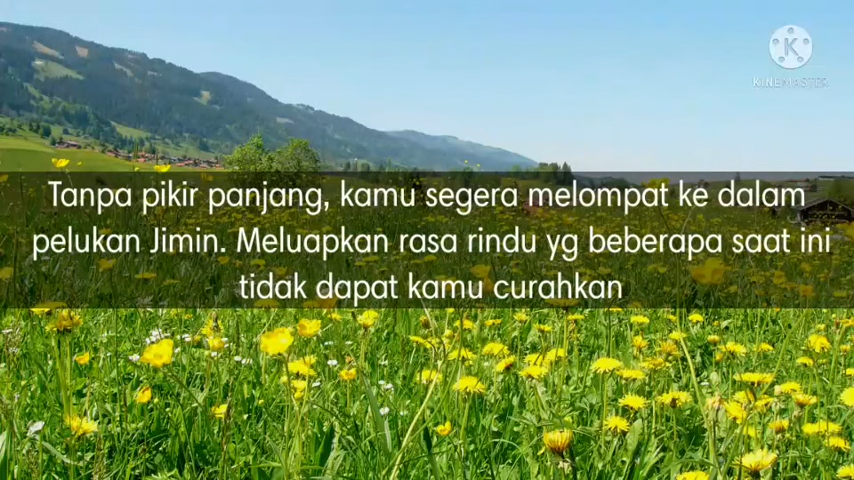 KINEMASTER
Tanpa pikir panjang, kamu segera melompat ke dalam
pelukan Jimin. Meluapkan rasa rindu yg beberapa saat ini
tidak dapat kamu curahkan